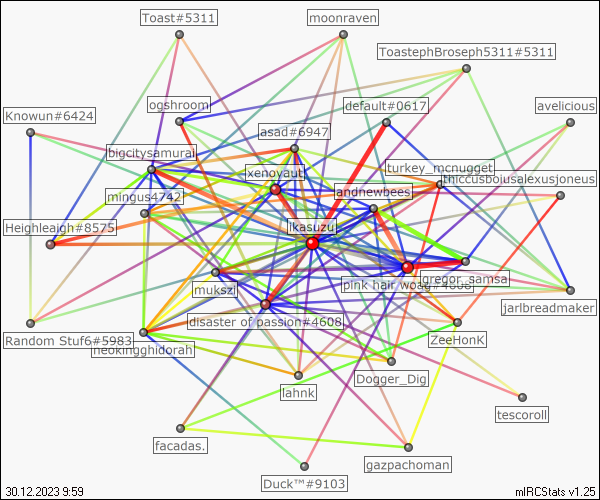 Toast#5311
moonraven
ToastephBroseph5311#5311
ogshroom
default#0617
avelicious
Knowun#6424
asad#6947
bigcitysamurai
xenoyaut
turkey_mcnugget
miccusboiusalexusjoneus
andnewbees
mingus4742
Heighleaigh#8575
ikasuzu
mukszi
pink hair woag#4668
gregor_samsa
jarlbreadmaker
disaster of passion#4608
Random Stuf6#5983
neokingghidorah
ZeeHonK
lahnk
Dogger_Dig
tescoroll
facadas.
gazpachoman
Duck™#9103
30.12.2023 9:59
mIRCStats v1.25